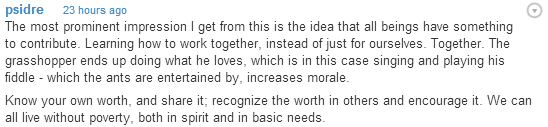 psidre 23 hours ago
The most prominent impression I get from this is the idea that all beings have something
to contribute. Learning how to work together, instead of just for ourselves. Together. The
grasshopper ends up doing what he loves, which is in this case singing and playing his
fiddle - which the ants are entertained by, increases morale.
Know your own worth, and share it; recognize the worth in others and encourage it. We can
all live without poverty, both in spirit and in basic needs.